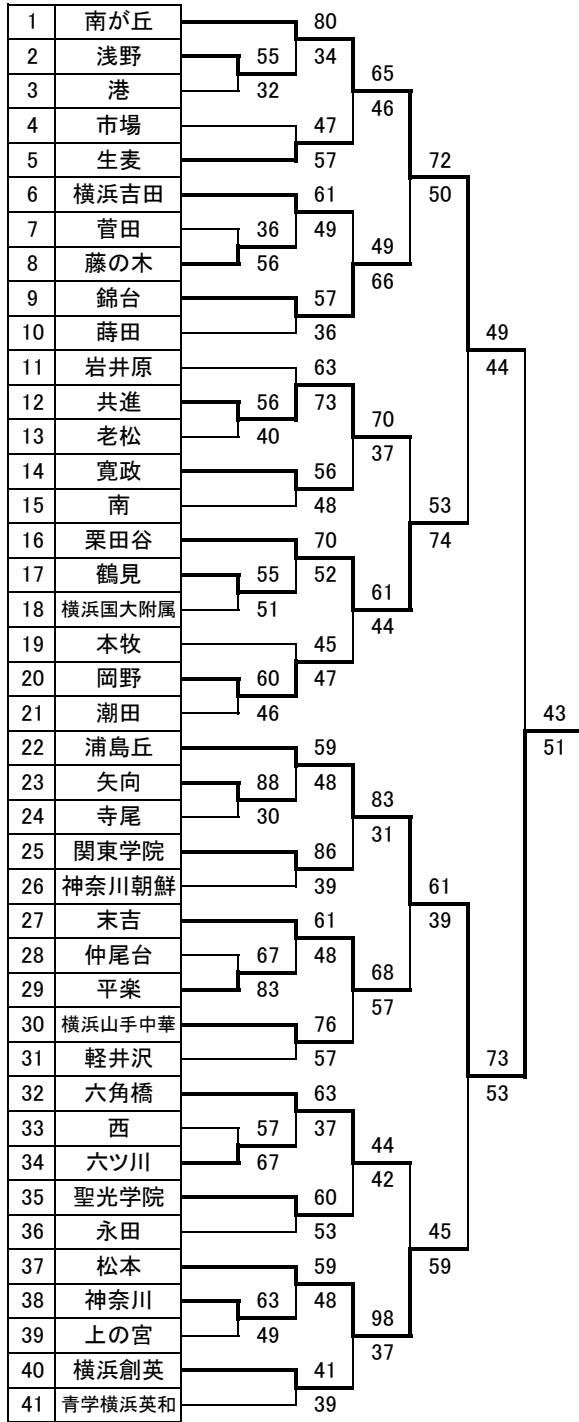 1 南が丘 80
2 浅野 55 34 65
3 港 32 46
4 市場 47
5 生麦 57 72
6 横浜吉田 61 50
7 菅田 36 49 49
8 藤の木 56 66
9 錦台 57
10 蒔田 36 49
11 岩井原 63 44
12 共進 56 73 70
13 老松 40 37
14 寛政 56
15 南 48 53
16 栗田谷 70 74
17 鶴見 55 52 61
18 横浜国大附属 51 44
19 本牧 45
20 岡野 60 47
21 潮田 46 43
22 浦島丘 59 51
23 矢向 88 48 83
24 寺尾 30 31
25 関東学院 86
26 神奈川朝鮮 39 61
27 末吉 61 39
28 仲尾台 67 48 68
29 平楽 83 57
30 横浜山手中華 76
31 軽井沢 57 73
32 六角橋 63 53
33 西 57 37 44
34 六ツ川 67 42
35 聖光学院 60
36 永田 53 45
37 松本 59 59
38 神奈川 63 48 98
39 上の宮 49 37
40 横浜創英 41
41 青学横浜英和 39